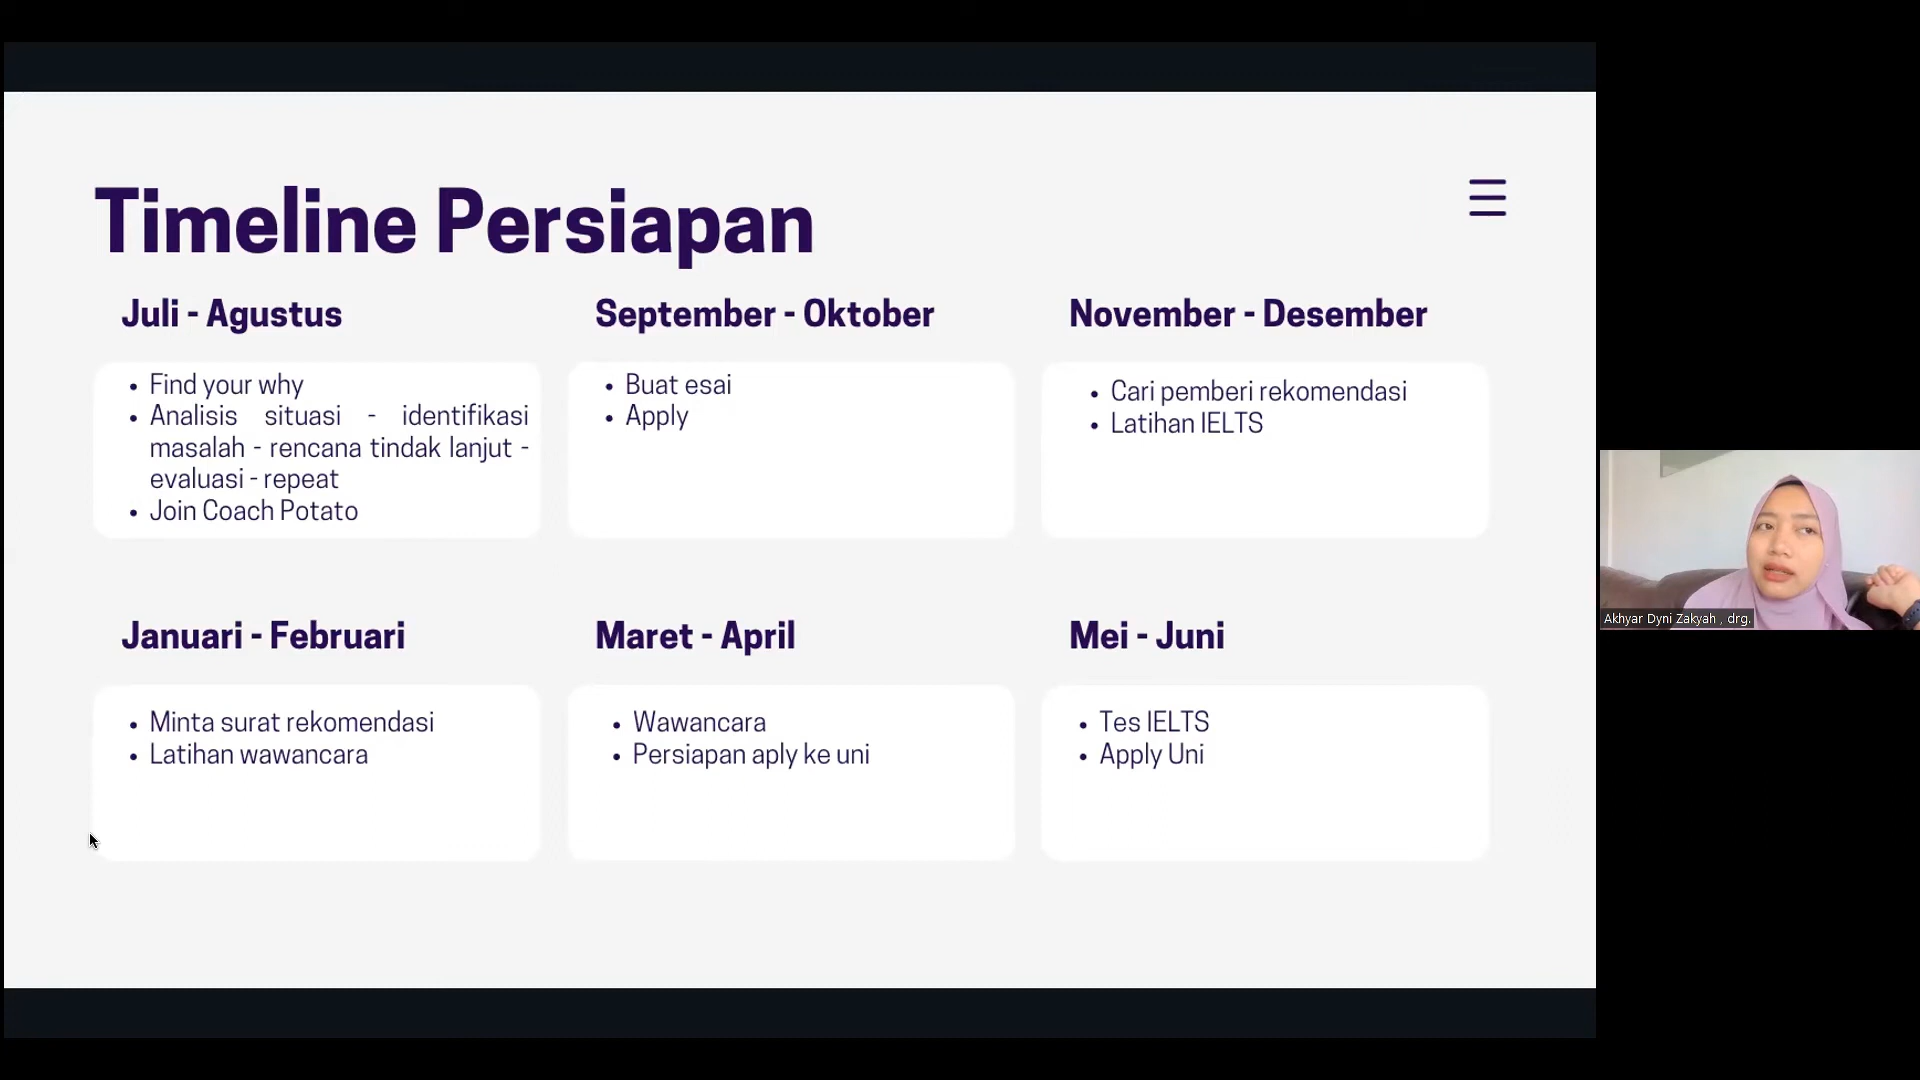 Timeline Persiapan
Juli - Agustus
• Find your why
• Analisis situasi - identifikasi
masalah - rencana tindak lanjut -
evaluasi - repeat
• Join Coach Potato
September - Oktober
• Buat esai
• Apply
November - Desember
• Cari pemberi rekomendasi
• Latihan IELTS
Januari - Februari
• Minta surat rekomendasi
• Latihan wawancara
Maret - April
• Wawancara
• Persiapan aply ke uni
Mei - Juni
• Tes IELTS
• Apply Uni
Akhyar Dyni Zakyah , drg.